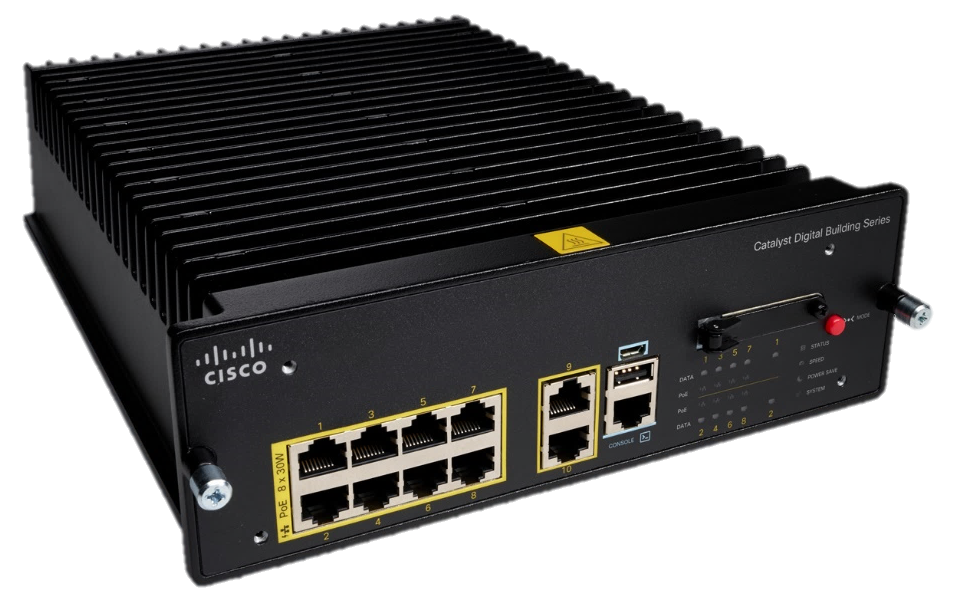 Catalyst Digital Building Series
CISCO
MODE
1 3 5 7 1
STATUS
DATA
SPEED
PoE
POWER SAVE
PoE
SYSTEM
DATA
2 4 6 8 2
9
10
CONSOLE
PoE 8 x 30W
1 3 5 7
2 4 6 8